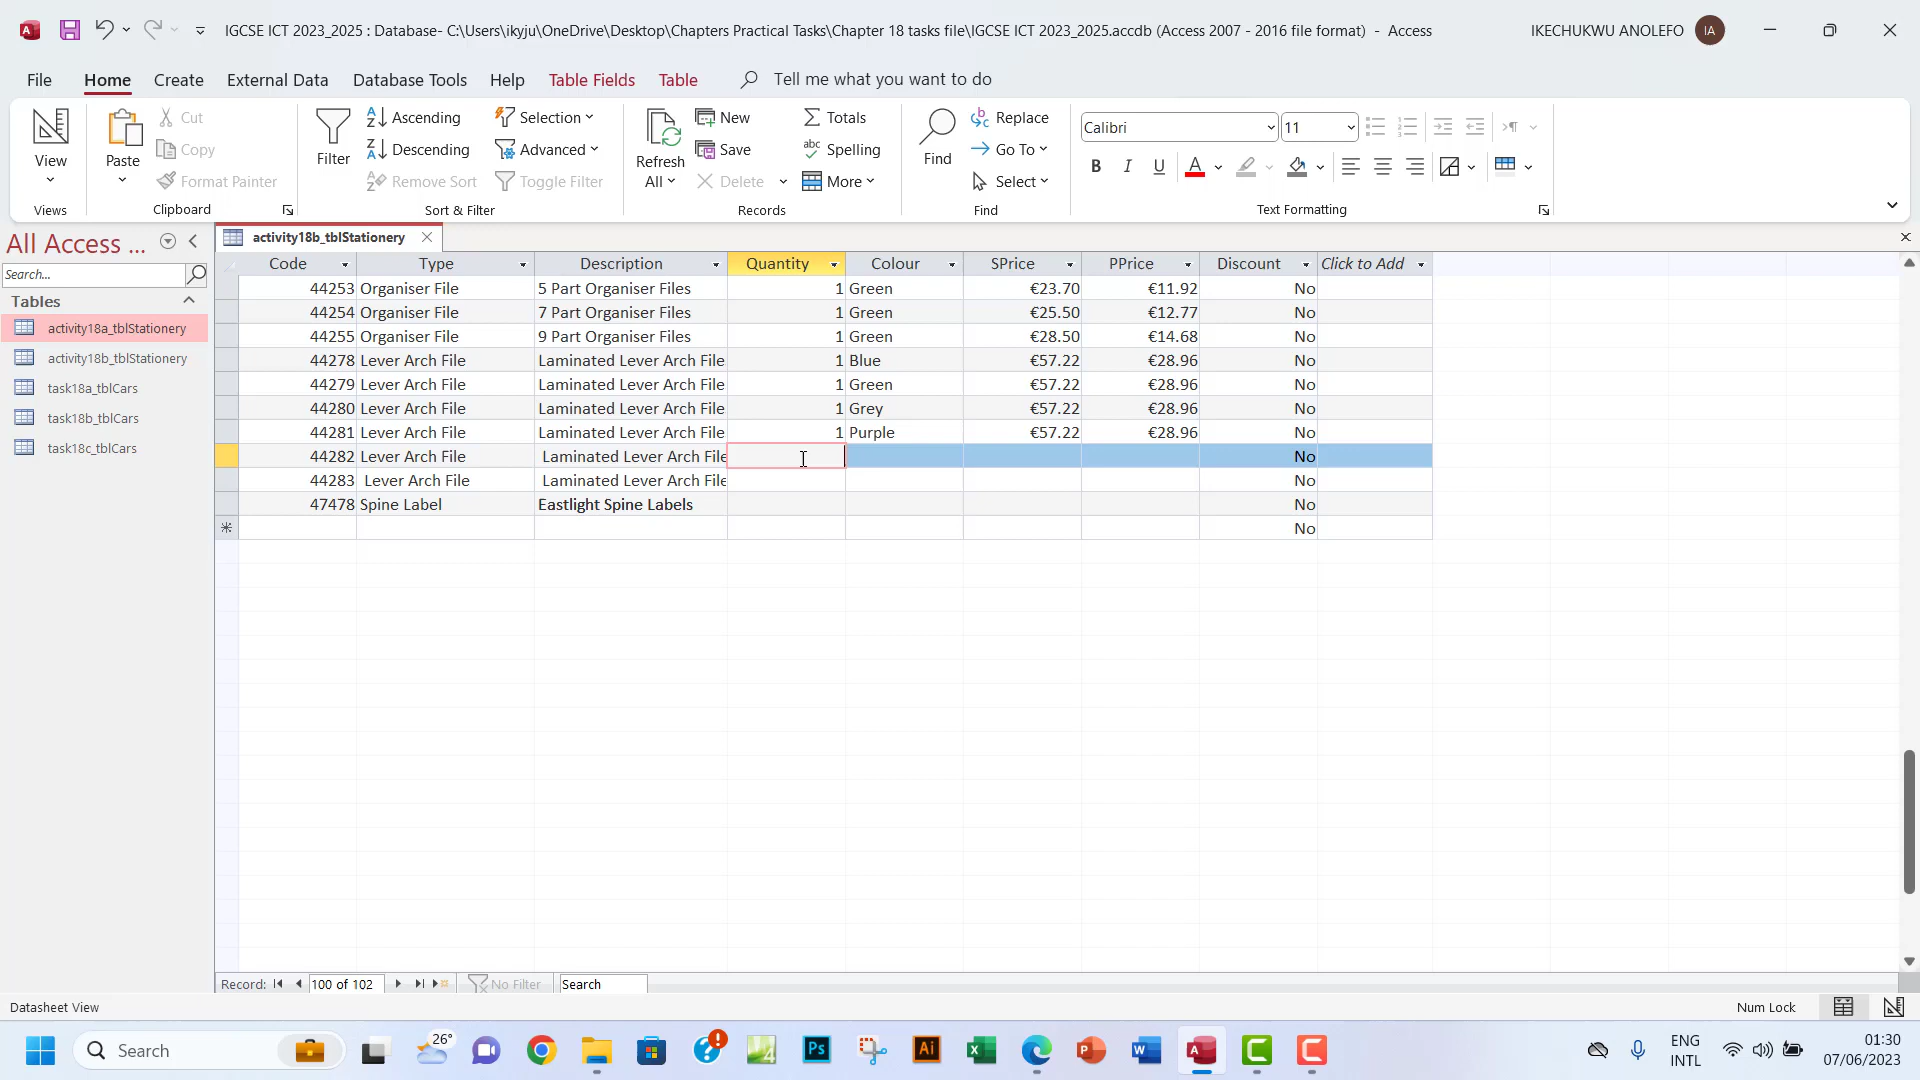 IGCSE ICT 2023_2025 : Database- C:\Users\ikyju\OneDrive\Desktop\Chapters Practical Tasks\Chapter 18 tasks file\IGCSE ICT 2023_2025.accdb (Access 2007 - 2016 file format) - Access
IKECHUKWU ANOLEFO IA
File Home Create External Data Database Tools Help Table Fields Table Tell me what you want to do
View Paste Cut Copy Format Painter
Filter Ascending Descending Remove Sort Selection Advanced Toggle Filter
Refresh All New Save Delete Totals Spelling More
Find Replace Go To Select
Calibri 11
B I U A
Views Clipboard Sort & Filter Records Find Text Formatting
All Access ...
Search...
Tables
activity18a_tblStationery
activity18b_tblStationery
task18a_tblCars
task18b_tblCars
task18c_tblCars
activity18b_tblStationery
Code Type Description Quantity Colour SPrice PPrice Discount Click to Add
44253 Organiser File 5 Part Organiser Files 1 Green €23.70 €11.92 No
44254 Organiser File 7 Part Organiser Files 1 Green €25.50 €12.77 No
44255 Organiser File 9 Part Organiser Files 1 Green €28.50 €14.68 No
44278 Lever Arch File Laminated Lever Arch File 1 Blue €57.22 €28.96 No
44279 Lever Arch File Laminated Lever Arch File 1 Green €57.22 €28.96 No
44280 Lever Arch File Laminated Lever Arch File 1 Grey €57.22 €28.96 No
44281 Lever Arch File Laminated Lever Arch File 1 Purple €57.22 €28.96 No
44282 Lever Arch File Laminated Lever Arch File No
44283 Lever Arch File Laminated Lever Arch File No
47478 Spine Label Eastlight Spine Labels No
No
Record: 100 of 102 No Filter Search
Datasheet View
Num Lock
Search
26°
ENG INTL
01:30
07/06/2023